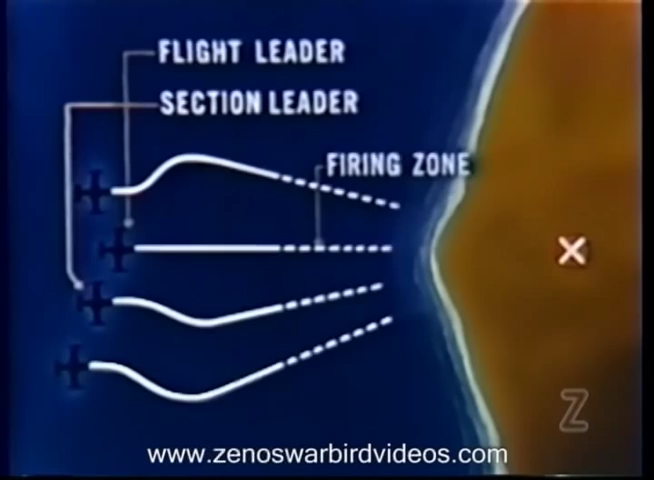 FLIGHT LEADER
SECTION LEADER
FIRING ZONE
X
Z
www.zenoswarbirdvideos.com